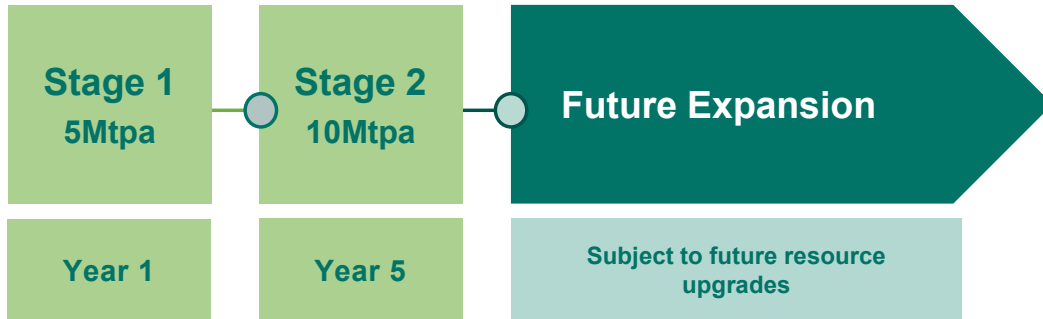 Stage 1
5Mtpa
Stage 2
10Mtpa
Future Expansion
Year 1
Year 5
Subject to future resource
upgrades